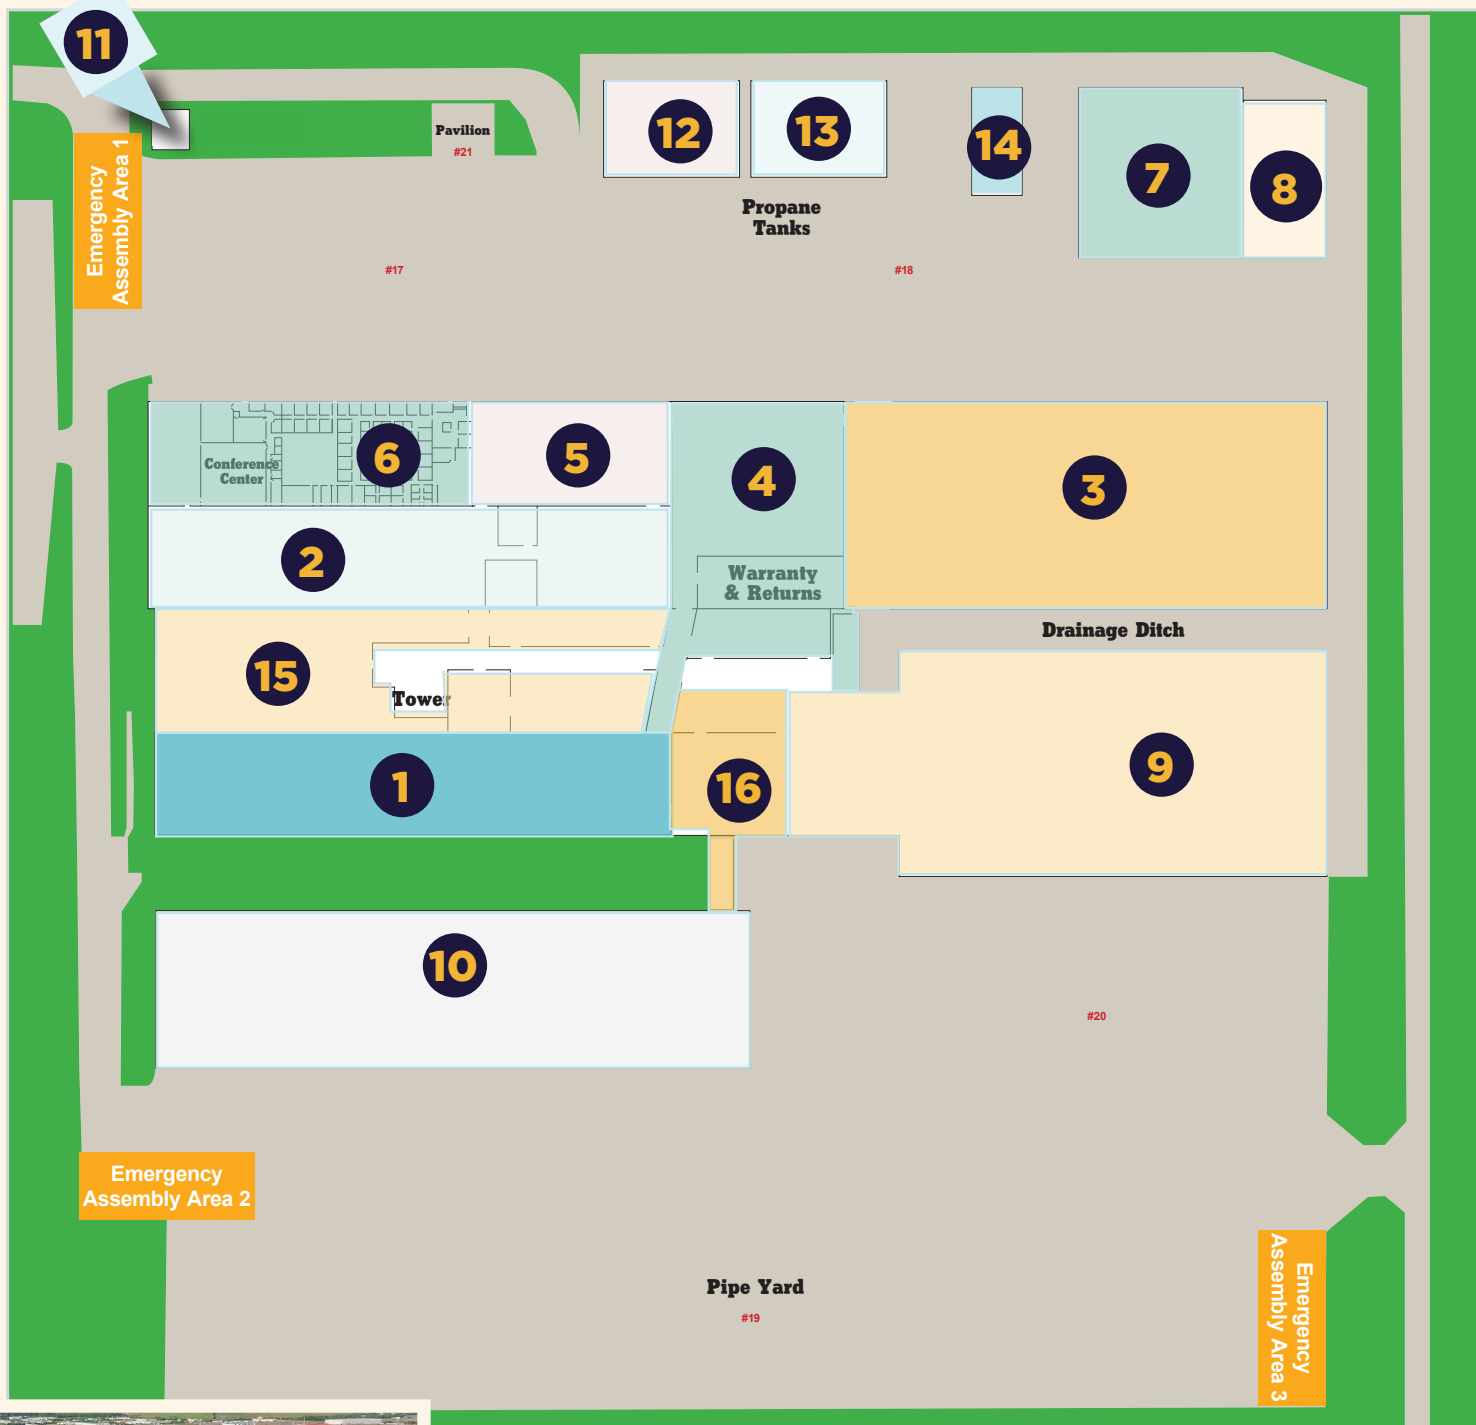 11
Pavilion
#21
12
13
14
7
8
Emergency
Assembly Area 1
Propane
Tanks
#17
#18
6
5
4
3
Conference
Center
2
Warranty
& Returns
Drainage Ditch
15
Tower
1
16
9
10
#20
Emergency
Assembly Area 2
Pipe Yard
#19
Emergency
Assembly Area 3